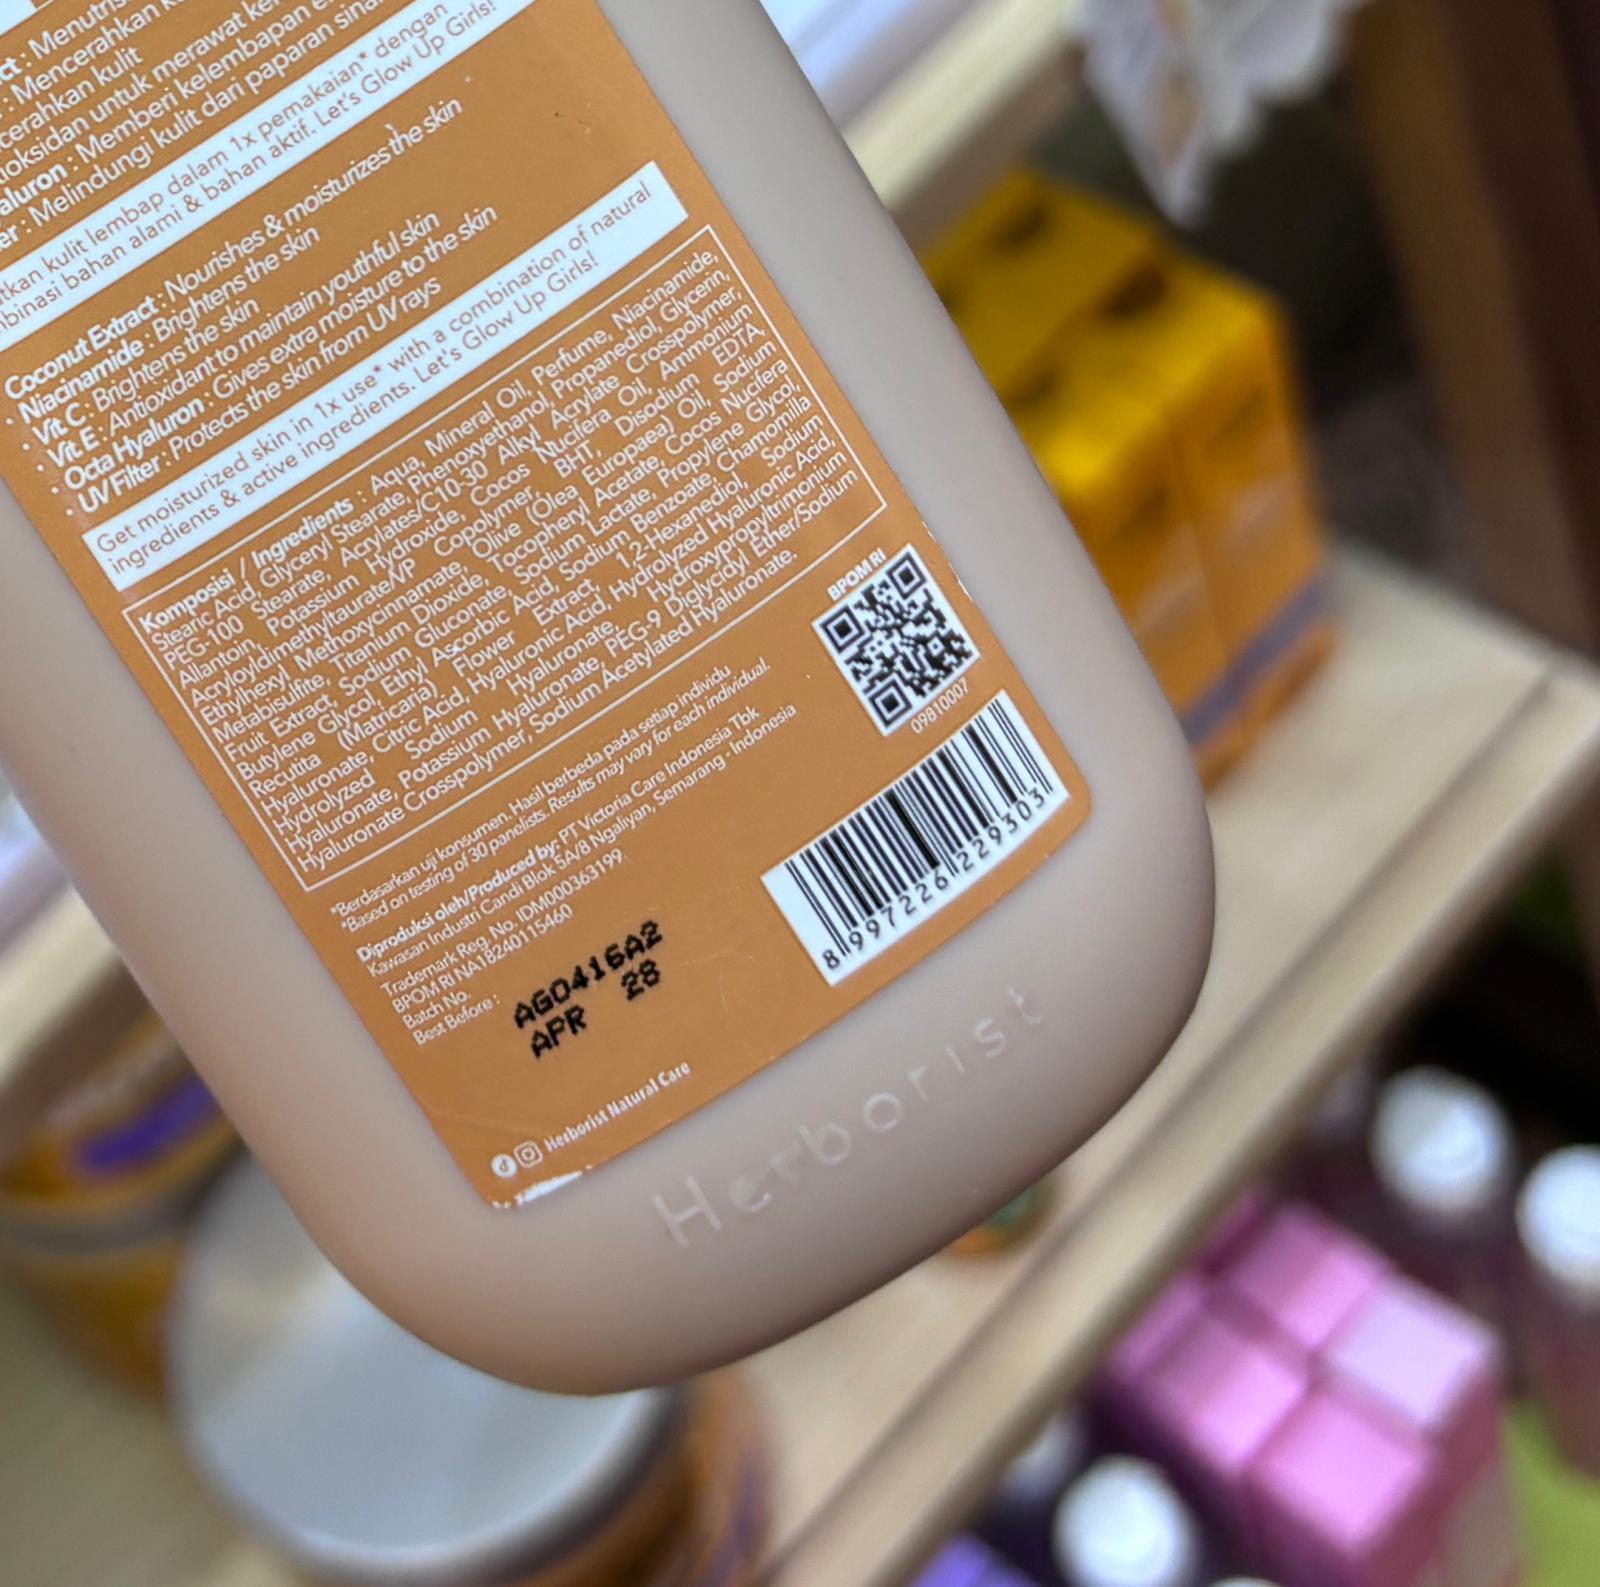 : Menutris
: Mencerahkan
cerahkan kulit
ioksidan untuk merawat
aluron : Memberi kelembapan
er : Melindungi kulit dari paparan sinar
tkan kulit lembap dalam 1x pemakaian* dengan
binasi bahan alami & bahan aktif. Let's Glow Up Girls!
Coconut Extract : Nourishes & moisturizes the skin
• Niacinamide : Brightens the skin
• Vit C : Brightens the skin
• Vit E : Antioxidant to maintain youthful skin
• Octa Hyaluron : Gives extra moisture to the skin
• UV Filter : Protects the skin from UV rays
Get moisturized skin in 1x use* with a combination of natural
ingredients & active ingredients. Let's Glow Up Girls!
Komposisi / Ingredients : Aqua, Mineral Oil, Perfume, Niacinamide,
Stearic Acid, Glyceryl Stearate, Phenoxyethanol, Propanediol, Glycerin,
PEG-100 Stearate, Acrylates/C10-30 Alkyl Acrylate Crosspolymer,
Allantoin, Potassium Hydroxide, Cocos Nucifera Oil, Ammonium
Acryloyldimethyltaurate/VP Copolymer, BHT, Disodium EDTA,
Ethylhexyl Methoxycinnamate, Olive (Olea Europaea) Oil, Sodium
Metabisulfite, Titanium Dioxide, Tocopheryl Acetate, Cocos Nucifera
Fruit Extract, Sodium Gluconate, Sodium Lactate, Propylene Glycol,
Butylene Glycol, Ethyl Ascorbic Acid, Sodium Benzoate, Chamomilla
Recutita (Matricaria) Flower Extract, 1,2-Hexanediol, Sodium
Hyaluronate, Citric Acid, Hyaluronic Acid, Hydrolyzed Hyaluronic Acid,
Hydrolyzed Sodium Hyaluronate, Hydroxypropyltrimonium
Hyaluronate, Potassium Hyaluronate, PEG-9 Diglycidyl Ether/Sodium
Hyaluronate Crosspolymer, Sodium Acetylated Hyaluronate.
*Berdasarkan uji konsumen. Hasil berbeda pada setiap individu
*Based on testing of 30 panelists. Results may vary for each individual.
Diproduksi oleh/Produced by: PT Victoria Care Indonesia Tbk
Kawasan Industri Candi Blok 5A/8 Ngaliyan, Semarang - Indonesia
Trademark Reg. No. IDM000363199
BPOM RI NA18240115460
Batch No.
Best Before :
AG0416A2
APR 28
BPOM RI
09810007
8997226229303
Herborist Natural Care
Herborist